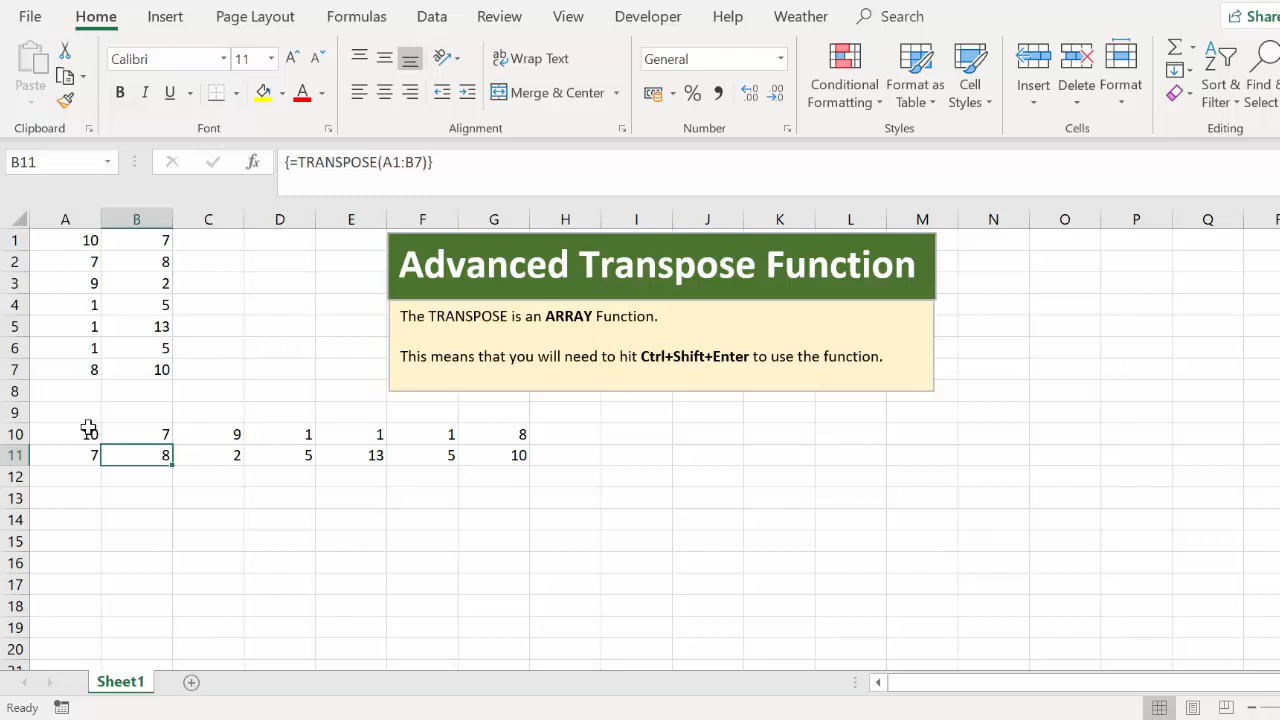 File Home Insert Page Layout Formulas Data Review View Developer Help Weather Search Share
Calibri 11 Wrap Text General
Paste Conditional Format as Cell Insert Delete Format Sort & Find &
B I U A Merge & Center % Formatting Table Styles Filter Select
Clipboard Font Alignment Number Styles Cells Editing
B11 fx {=TRANSPOSE(A1:B7)}
A B C D E F G H I J K L M N O P Q
1 10 7
Advanced Transpose Function
2 7 8
3 9 2
4 1 5
The TRANSPOSE is an ARRAY Function.
5 1 13
6 1 5
This means that you will need to hit Ctrl+Shift+Enter to use the function.
7 8 10
8
9
10 10 7 9 1 1 1 8
11 7 8 2 5 13 5 10
12
13
14
15
16
17
18
19
20
21
Sheet1
Ready